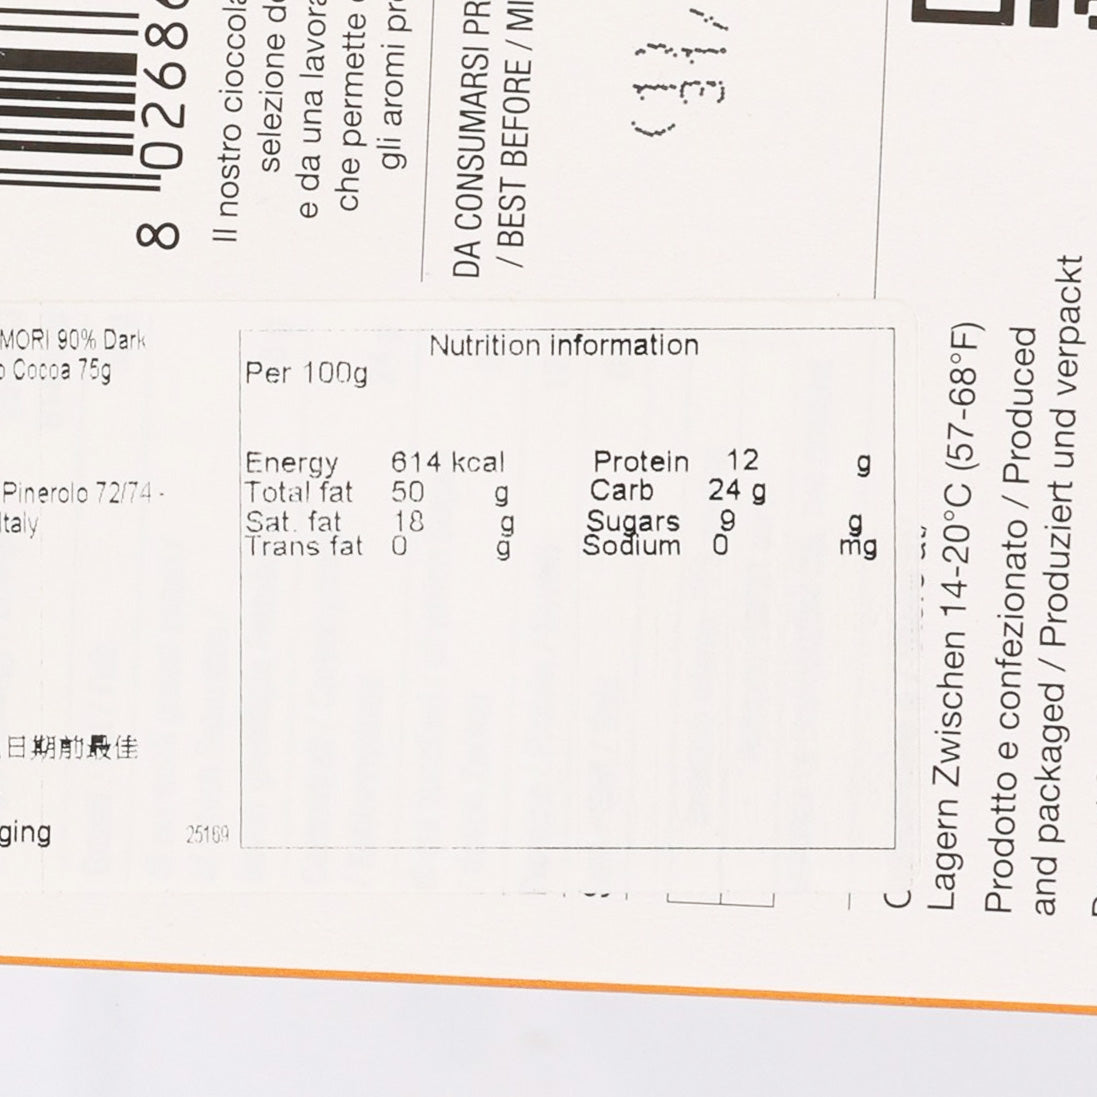 8 02686
Il nostro cioccola
selezione d
e da una lavora
che permette
gli aromi pr
DA CONSUMARSI PR
/ BEST BEFORE / MI
MORI 90% Dark
Cocoa 75g
Pinerolo 72/74 -
Italy
日期前最佳
ging
25169
Nutrition information
Per 100g
Energy 614 kcal Protein 12 g
Total fat 50 g Carb 24 g
Sat. fat 18 g Sugars 9 g
Trans fat 0 g Sodium 0 mg
Lagern Zwischen 14-20°C (57-68°F)
Prodotto e confezionato / Produced
and packaged / Produziert und verpackt